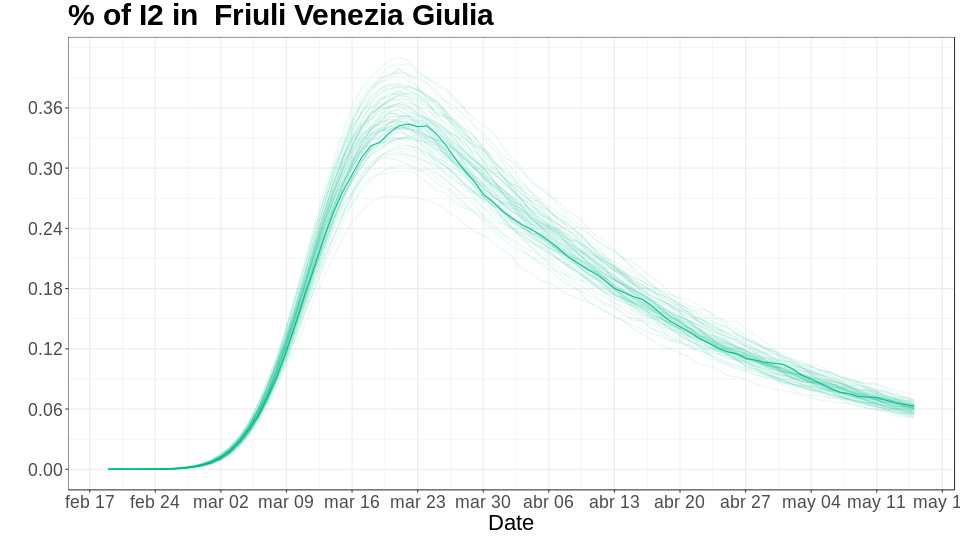 % of I2 in  Friuli Venezia Giulia
0.36
0.30
0.24
0.18
0.12
0.06
0.00
feb 17 feb 24 mar 02 mar 09 mar 16 mar 23 mar 30 abr 06 abr 13 abr 20 abr 27 may 04 may 11 may 1
Date